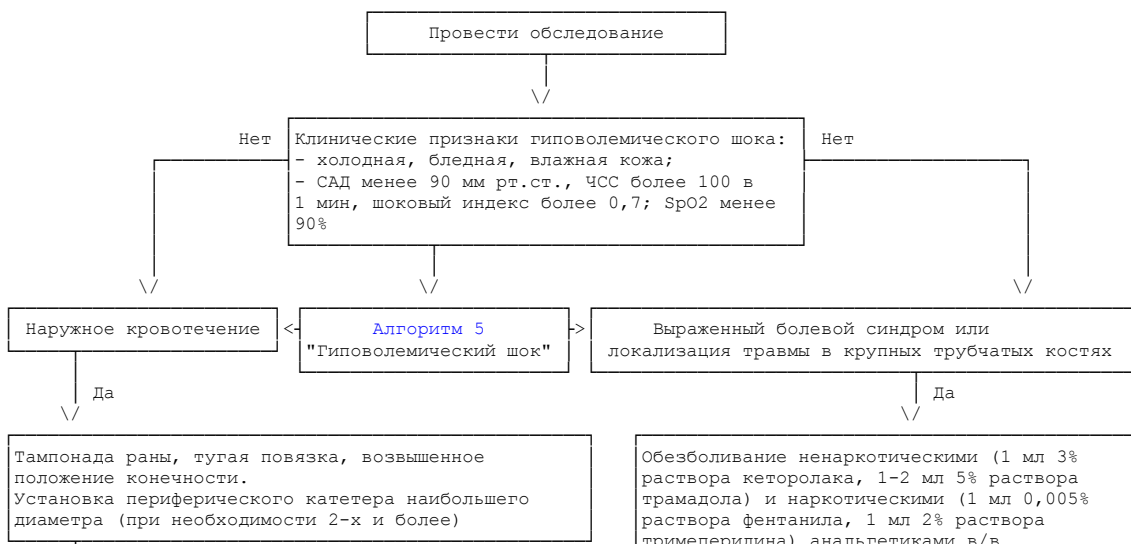 Провести обследование
Нет
Клинические признаки гиповолемического шока:
- холодная, бледная, влажная кожа;
- САД менее 90 мм рт.ст., ЧСС более 100 в
1 мин, шоковый индекс более 0,7; SpO2 менее
90%
Нет
Наружное кровотечение
Алгоритм 5
"Гиповолемический шок"
Выраженный болевой синдром или
локализация травмы в крупных трубчатых костях
Да
Да
Тампонада раны, тугая повязка, возвышенное
положение конечности.
Установка периферического катетера наибольшего
диаметра (при необходимости 2-х и более)
Обезболивание ненаркотическими (1 мл 3%
раствора кеторолака, 1-2 мл 5% раствора
трамадола) и наркотическими (1 мл 0,005%
раствора фентанила, 1 мл 2% раствора
тримеперидина) анальгетиками в/в